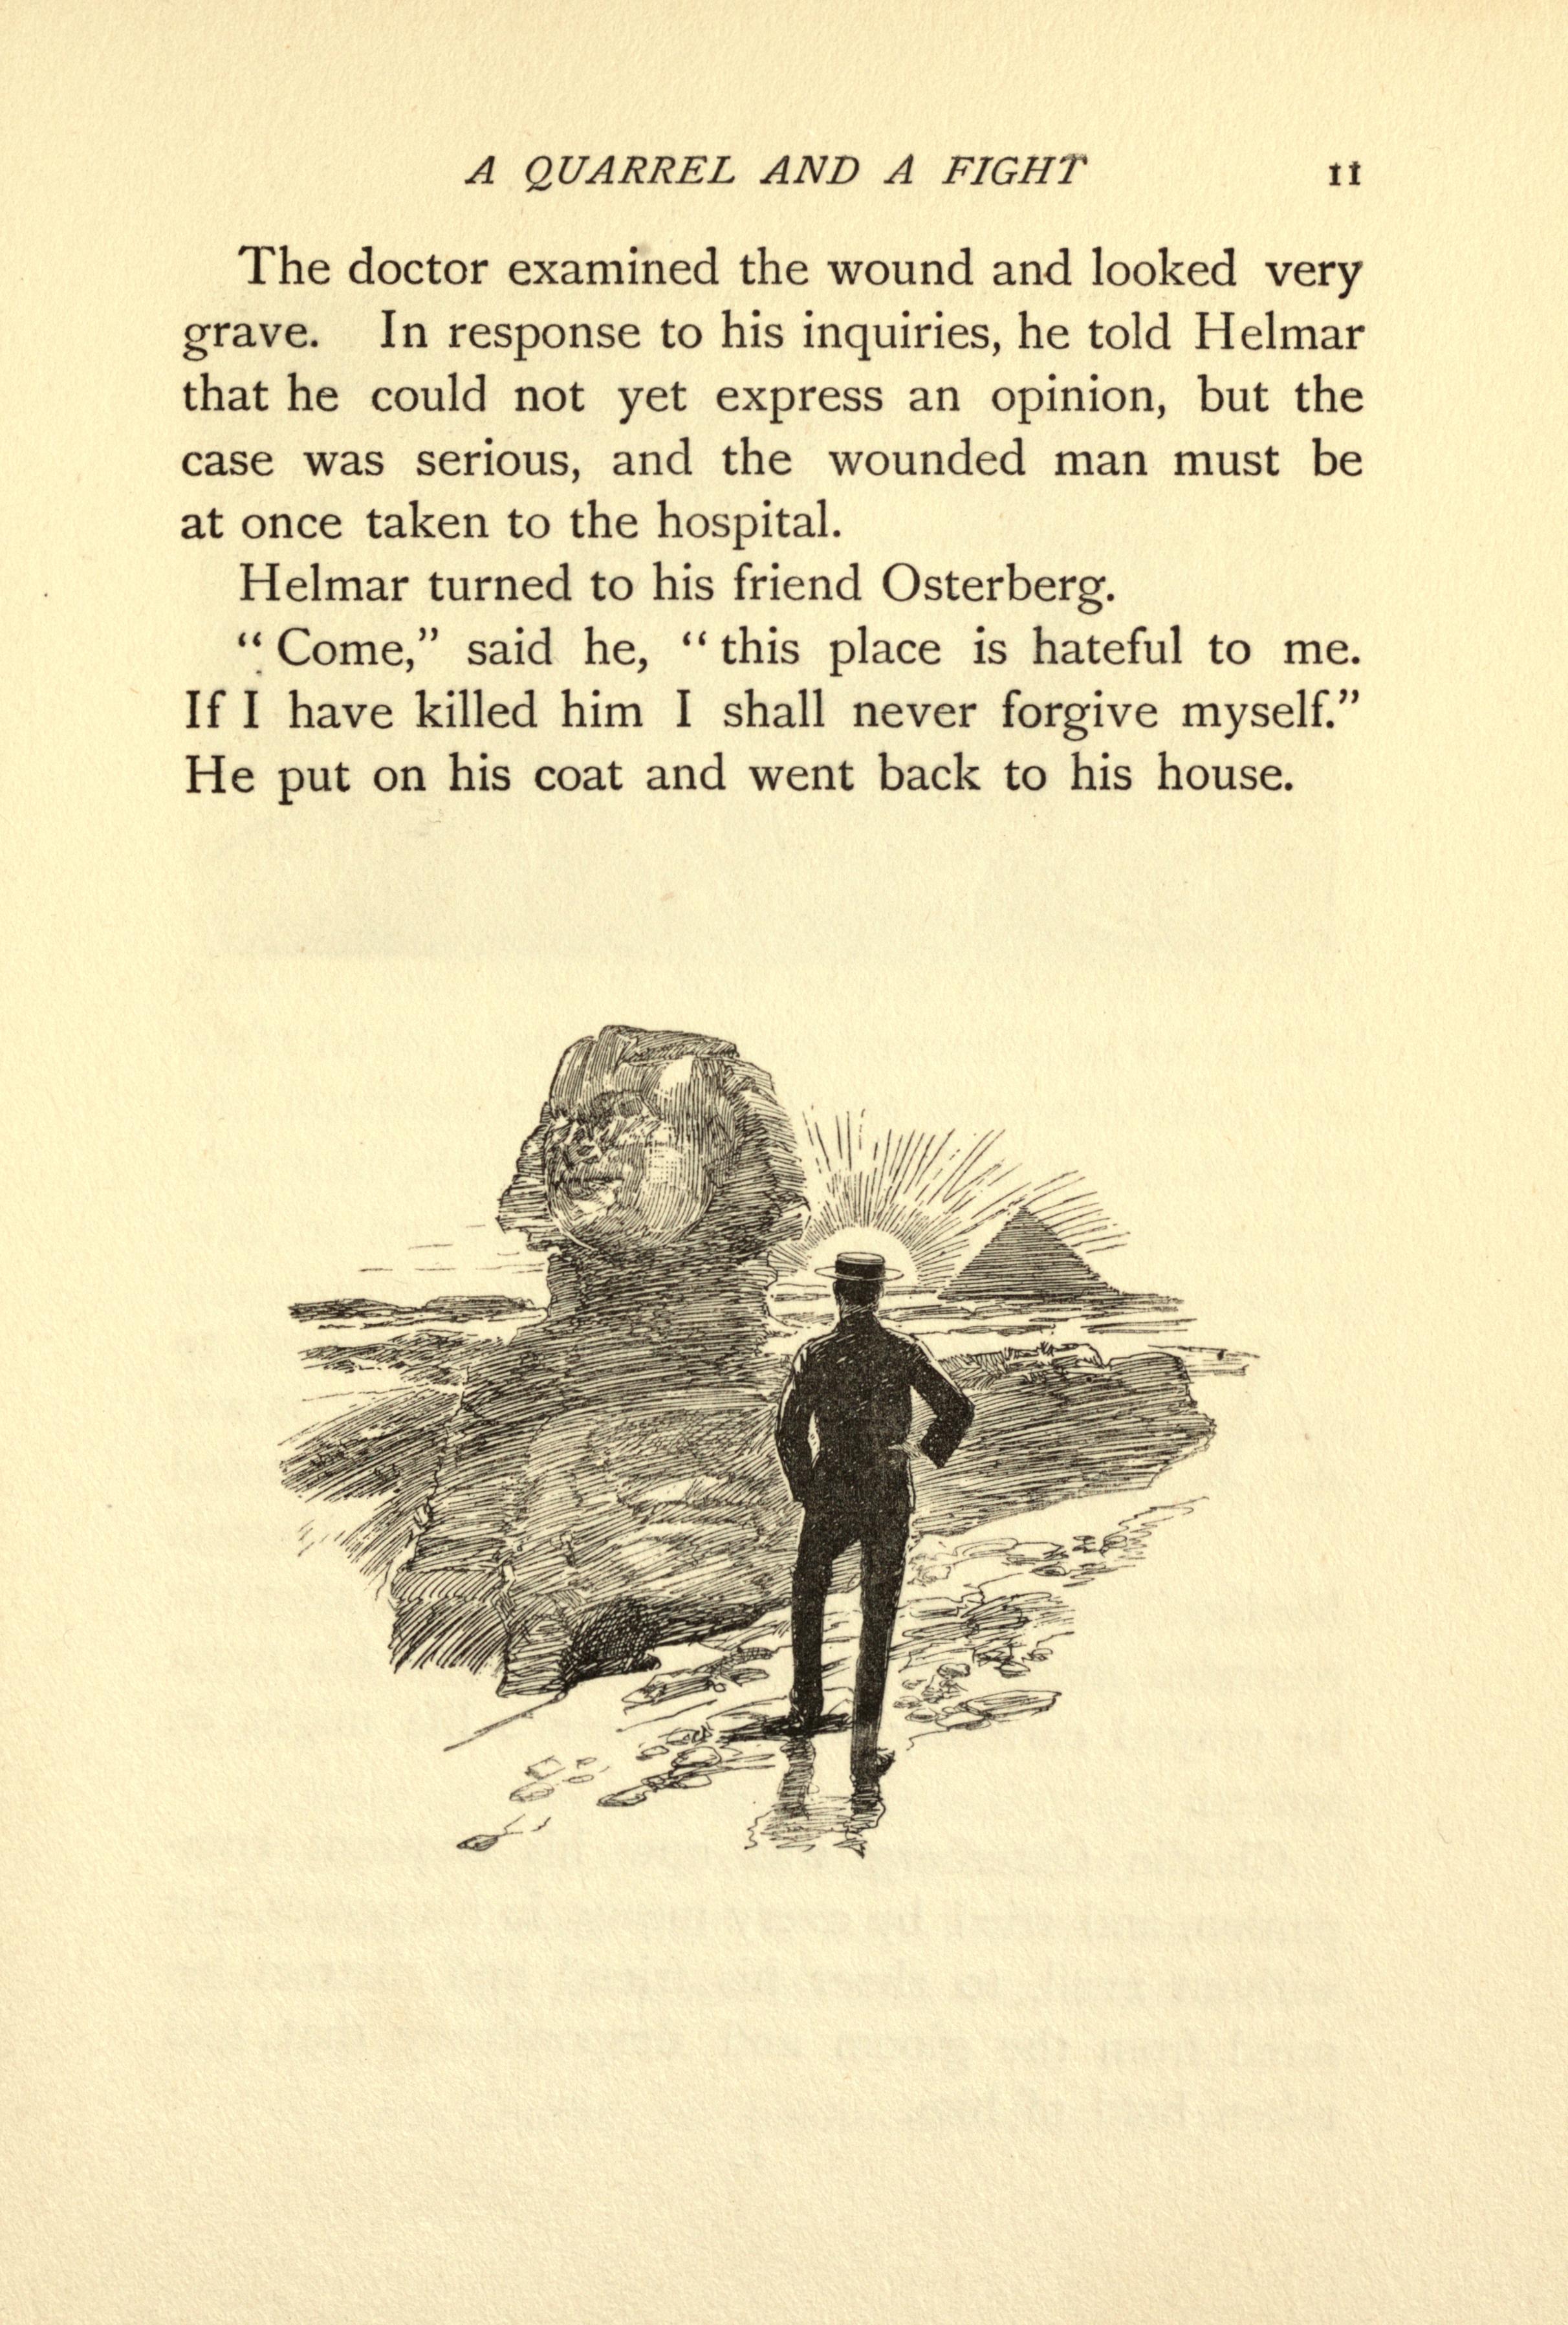 A QUARREL AND A FIGHT 11
The doctor examined the wound and looked very
grave. In response to his inquiries, he told Helmar
that he could not yet express an opinion, but the
case was serious, and the wounded man must be
at once taken to the hospital.
Helmar turned to his friend Osterberg.
“Come,” said he, “this place is hateful to me.
If I have killed him I shall never forgive myself.”
He put on his coat and went back to his house.